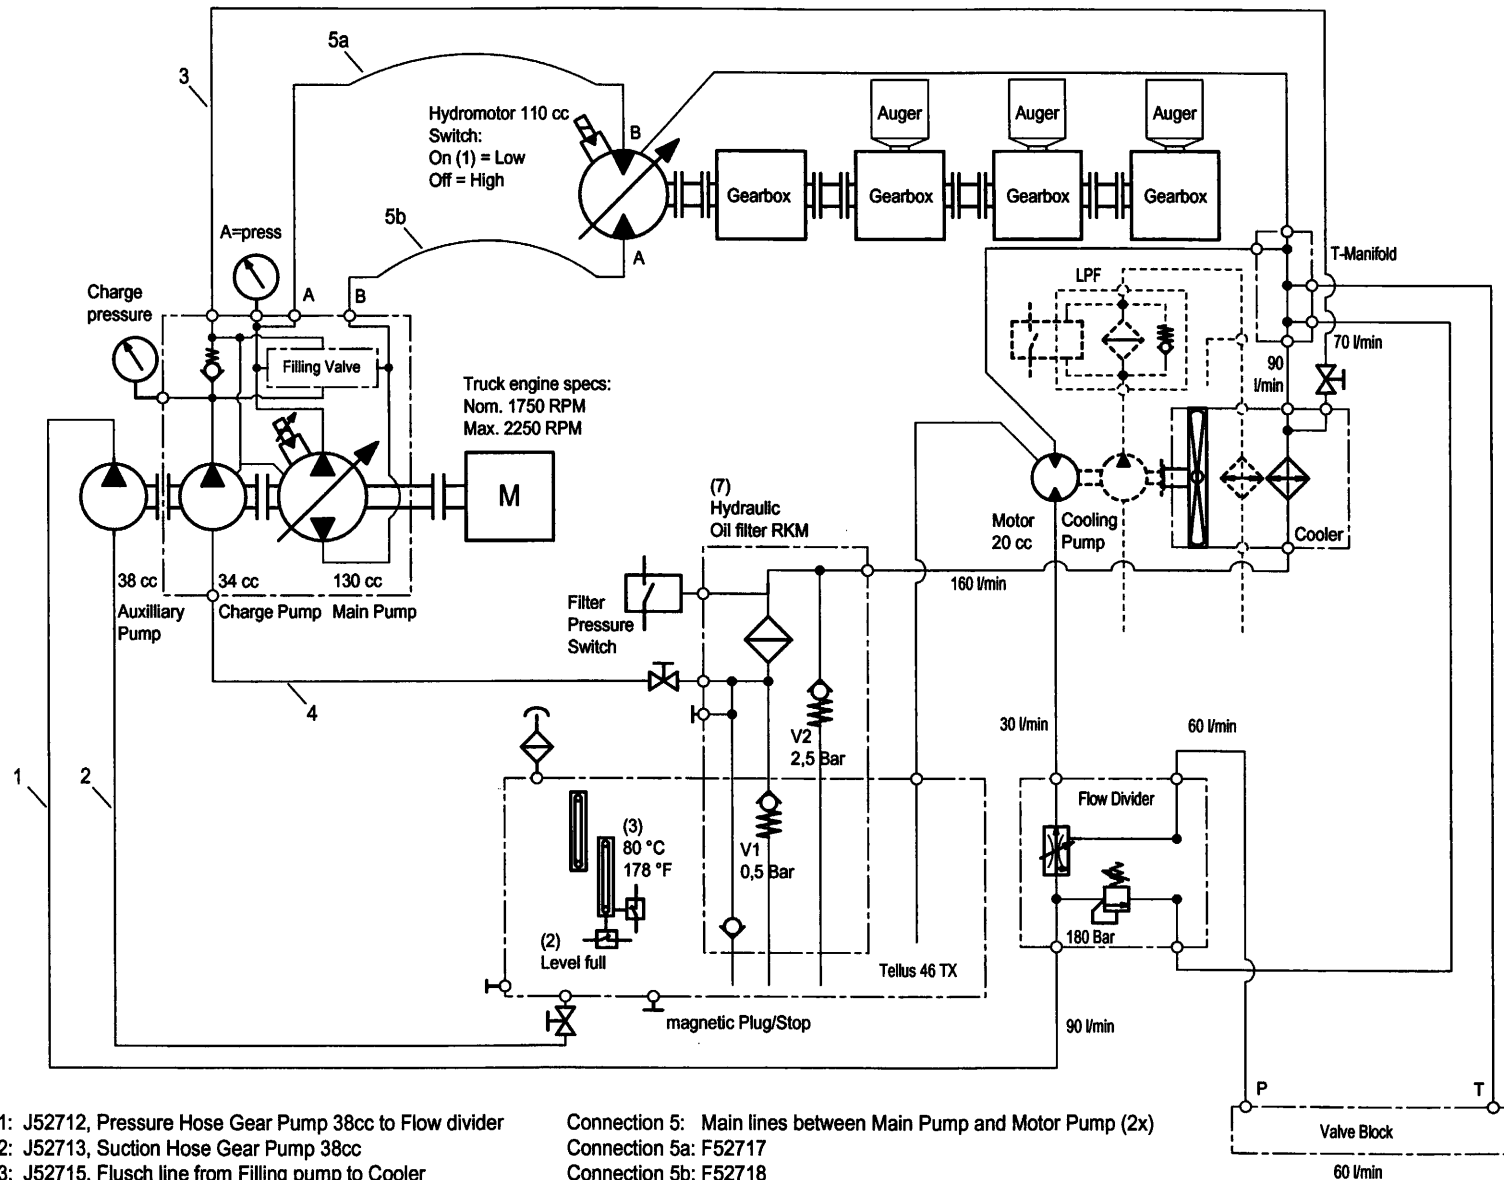 5a
3
Hydromotor 110 cc
Switch:
On (1) = Low
Off = High
B
A
Auger
Auger
Auger
Gearbox
Gearbox
Gearbox
Gearbox
5b
A=press
A
B
Charge
pressure
Filling Valve
T-Manifold
LPF
70 l/min
90
l/min
Truck engine specs:
Nom. 1750 RPM
Max. 2250 RPM
M
(7)
Hydraulic
Oil filter RKM
Motor
20 cc
Cooling
Pump
Cooler
160 l/min
38 cc
Auxilliary
Pump
34 cc
Charge Pump
130 cc
Main Pump
Filter
Pressure
Switch
4
V2
2,5 Bar
30 l/min
60 l/min
1
2
Flow Divider
(3)
80 °C
178 °F
V1
0,5 Bar
180 Bar
(2)
Level full
Tellus 46 TX
magnetic Plug/Stop
90 l/min
P
T
Valve Block
60 l/min
1: J52712, Pressure Hose Gear Pump 38cc to Flow divider
2: J52713, Suction Hose Gear Pump 38cc
3: J52715, Flusch line from Filling pump to Cooler
Connection 5: Main lines between Main Pump and Motor Pump (2x)
Connection 5a: F52717
Connection 5b: F52718